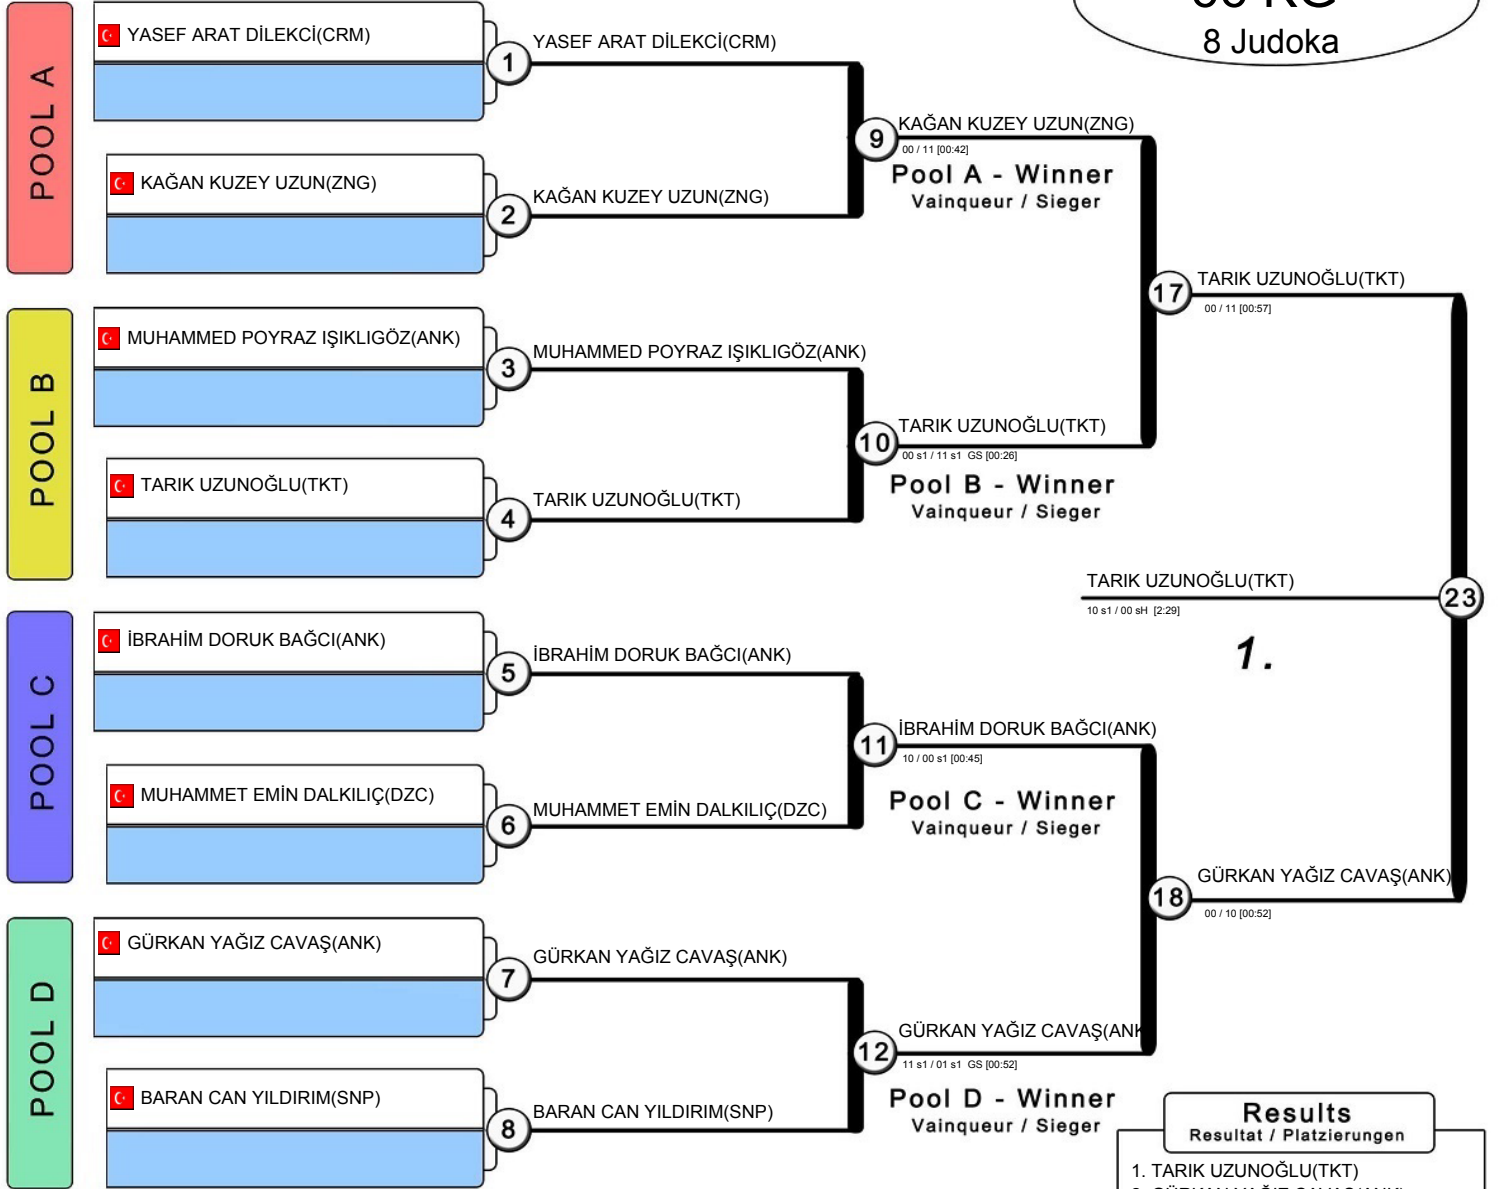 8 Judoka
POOL A
YASEF ARAT DİLEKCİ(CRM)
1
YASEF ARAT DİLEKCİ(CRM)
KAĞAN KUZEY UZUN(ZNG)
2
KAĞAN KUZEY UZUN(ZNG)
9
KAĞAN KUZEY UZUN(ZNG)
00 / 11 [00:42]
Pool A - Winner
Vainqueur / Sieger
POOL B
MUHAMMED POYRAZ IŞIKLIGÖZ(ANK)
3
MUHAMMED POYRAZ IŞIKLIGÖZ(ANK)
TARIK UZUNOĞLU(TKT)
4
TARIK UZUNOĞLU(TKT)
10
TARIK UZUNOĞLU(TKT)
00 s1 / 11 s1 GS [00:26]
Pool B - Winner
Vainqueur / Sieger
17
TARIK UZUNOĞLU(TKT)
00 / 11 [00:57]
TARIK UZUNOĞLU(TKT)
23
10 s1 / 00 sH [2:29]
1.
POOL C
İBRAHİM DORUK BAĞCI(ANK)
5
İBRAHİM DORUK BAĞCI(ANK)
MUHAMMET EMİN DALKILIÇ(DZC)
6
MUHAMMET EMİN DALKILIÇ(DZC)
11
İBRAHİM DORUK BAĞCI(ANK)
10 / 00 s1 [00:45]
Pool C - Winner
Vainqueur / Sieger
18
GÜRKAN YAĞIZ CAVAŞ(ANK)
00 / 10 [00:52]
POOL D
GÜRKAN YAĞIZ CAVAŞ(ANK)
7
GÜRKAN YAĞIZ CAVAŞ(ANK)
BARAN CAN YILDIRIM(SNP)
8
BARAN CAN YILDIRIM(SNP)
12
GÜRKAN YAĞIZ CAVAŞ(ANK
11 s1 / 01 s1 GS [00:52]
Pool D - Winner
Vainqueur / Sieger
Results
Resultat / Platzierungen
1. TARIK UZUNOĞLU(TKT)